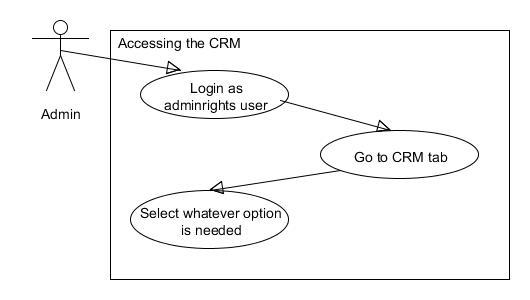 Accessing the CRM
Login as
adminrights user
Admin
Go to CRM tab
Select whatever option
is needed